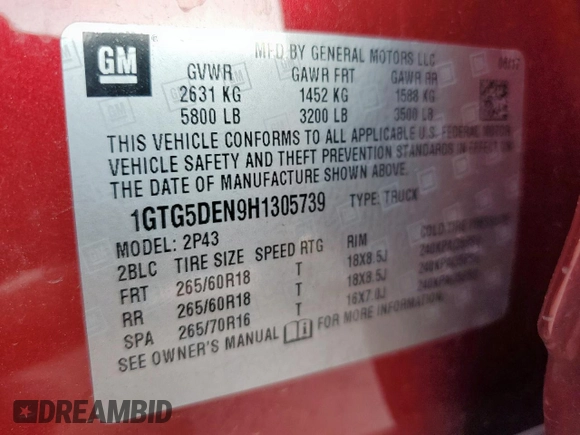 GM
MFD BY GENERAL MOTORS LLC
GVWR GAWR FRT GAWR RR
2631 KG 1452 KG 1588 KG
5800 LB 3200 LB 3500 LB
THIS VEHICLE CONFORMS TO ALL APPLICABLE U.S. FEDERAL MOTOR
VEHICLE SAFETY AND THEFT PREVENTION STANDARDS IN EFFECT ON
THE DATE OF MANUFACTURE SHOWN ABOVE.
1GTG5DEN9H1305739 TYPE: TRUCK
MODEL: 2P43
2BLC TIRE SIZE SPEED RTG RIM COLD TIRE PRESSURE
FRT 265/60R18 T 18X8.5J
RR 265/60R18 T 18X8.5J
SPA 265/70R16 T 16X7.0J
SEE OWNER'S MANUAL FOR MORE INFORMATION.
DREAMBID